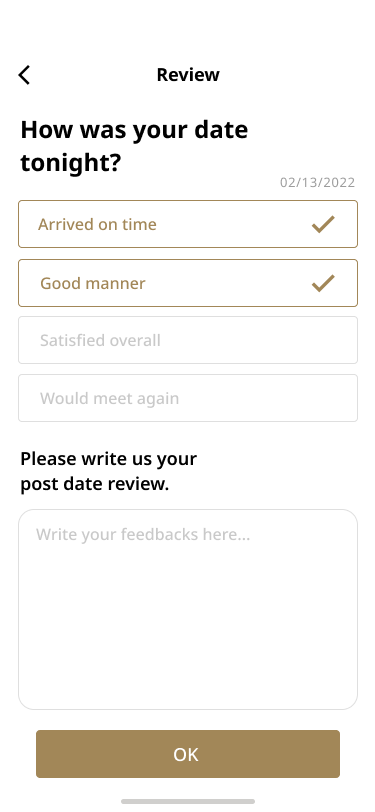 Review
How was your date
tonight?
02/13/2022
Arrived on time
Good manner
Satisfied overall
Would meet again
Please write us your
post date review.
Write your feedbacks here...
OK